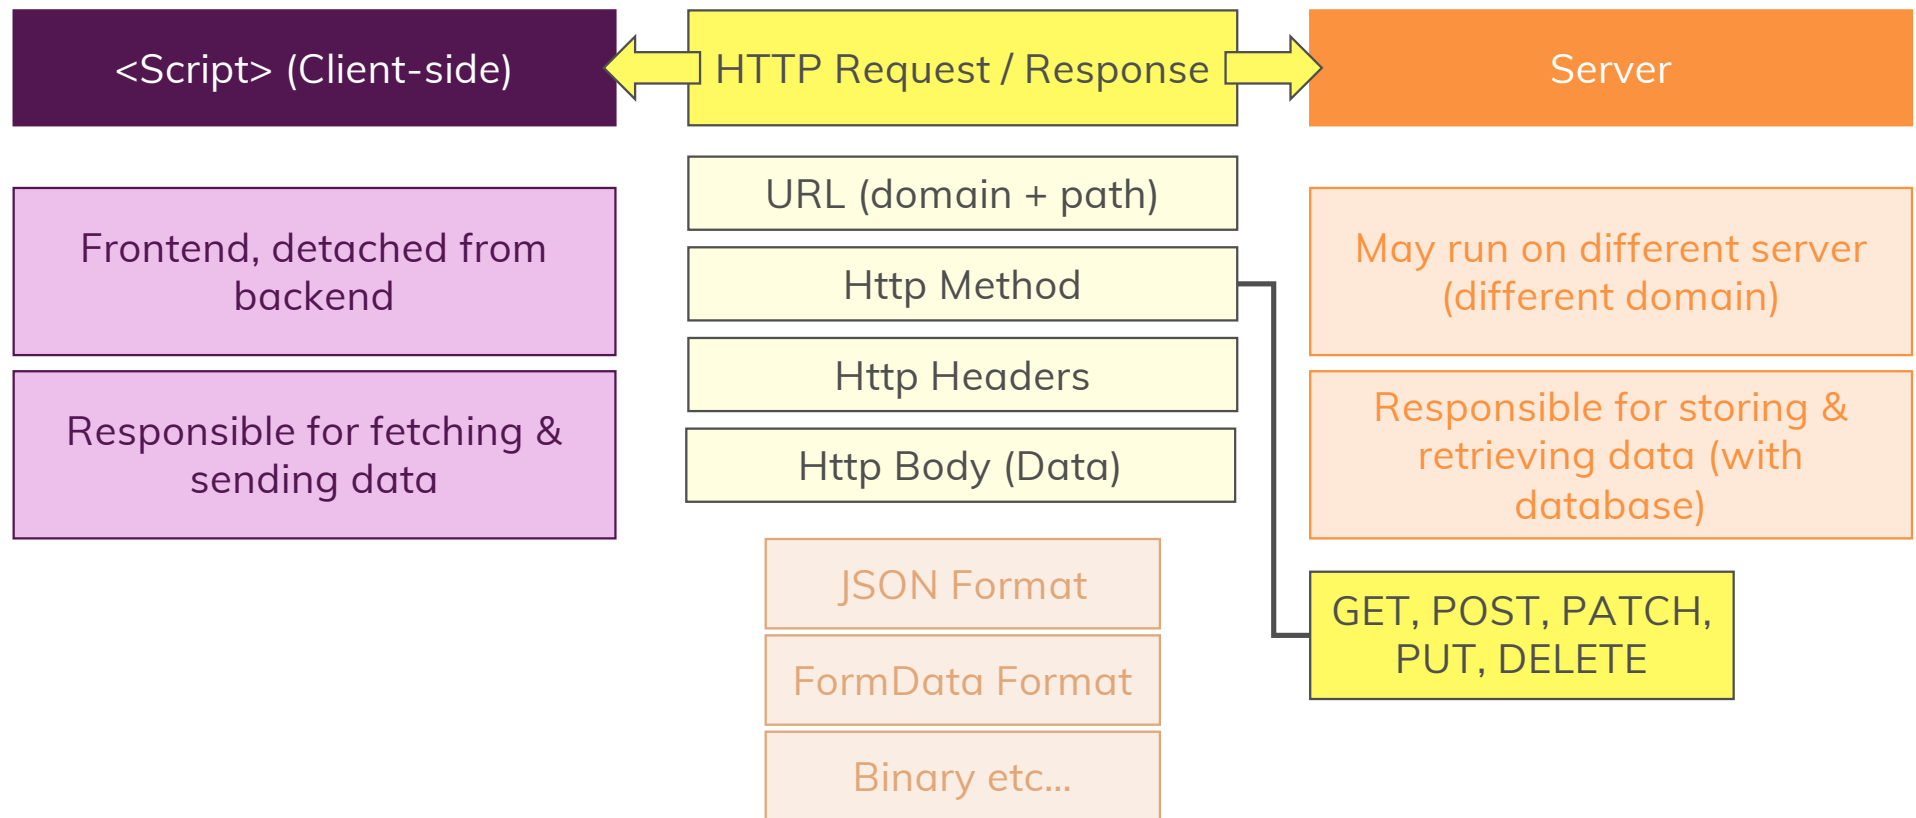 <Script> (Client-side)
HTTP Request / Response
Server
Frontend, detached from
backend
Responsible for fetching &
sending data
URL (domain + path)
Http Method
Http Headers
Http Body (Data)
JSON Format
FormData Format
Binary etc...
May run on different server
(different domain)
Responsible for storing &
retrieving data (with
database)
GET, POST, PATCH,
PUT, DELETE